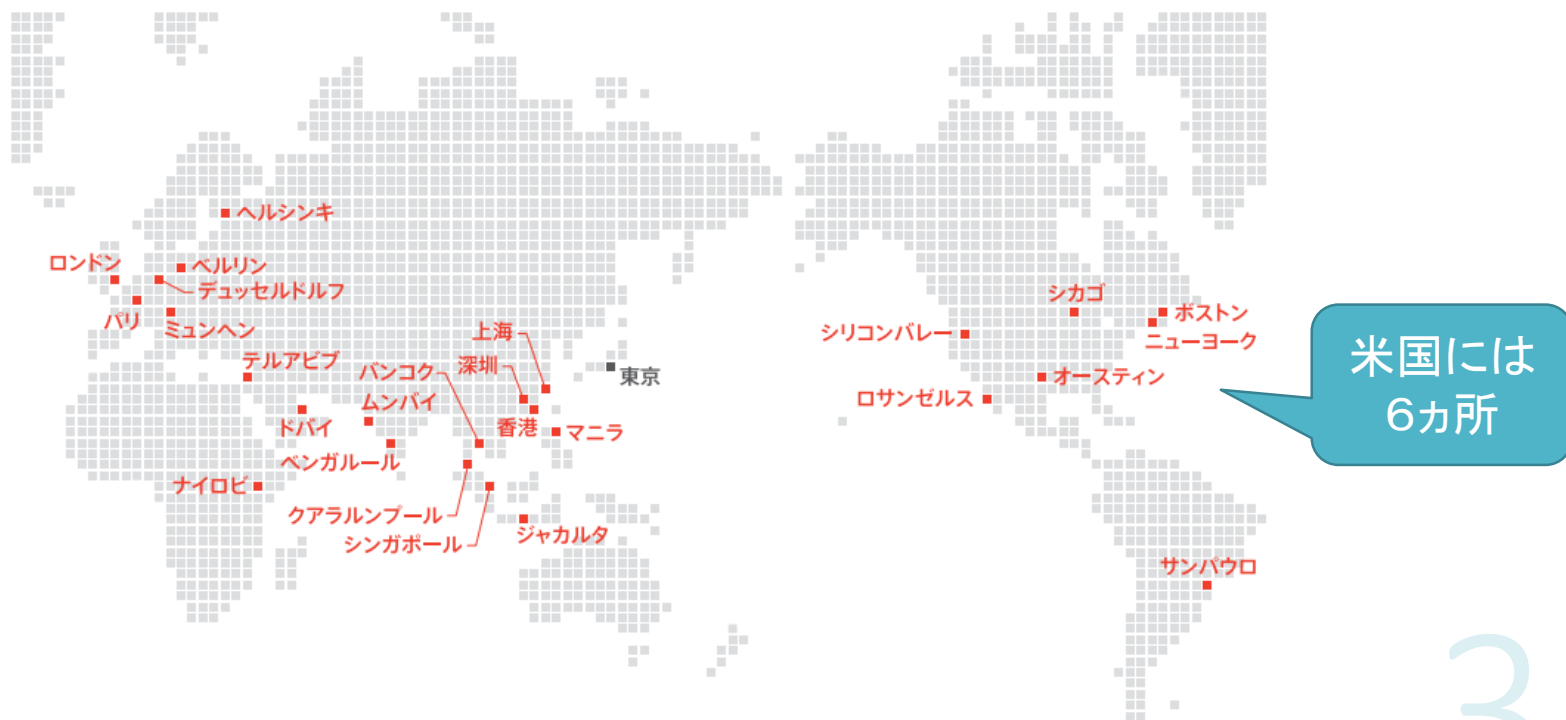 ヘルシンキ
ロンドン
ベルリン
デュッセルドルフ
パリ
ミュンヘン
テルアビブ
ドバイ
ナイロビ
上海
深圳
バンコク
ムンバイ
香港
マニラ
ベンガルール
クアラルンプール
シンガポール
ジャカルタ
東京
シカゴ
ボストン
ニューヨーク
シリコンバレー
オースティン
ロサンゼルス
サンパウロ
米国には
6ヵ所
3